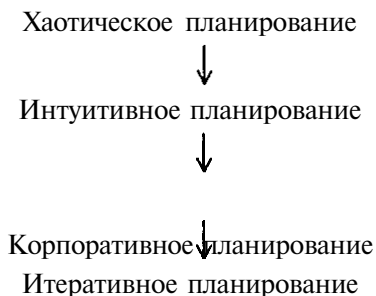 Хаотическое планирование
Интуитивное планирование
Корпоративное планирование
Итеративное планирование